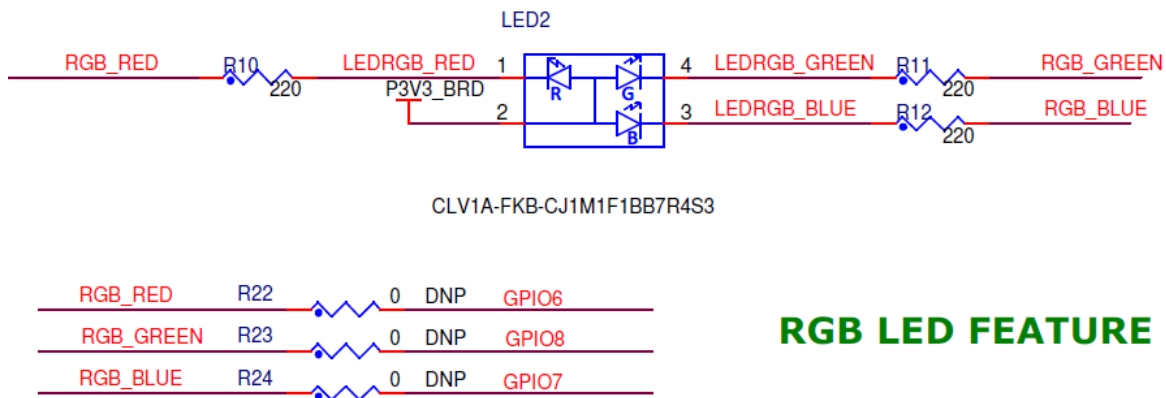 LED2
RGB_RED R10 220 LEDRGB_RED 1 4 LEDRGB_GREEN R11 220 RGB_GREEN
R G
P3V3_BRD 2 3 LEDRGB_BLUE R12 220 RGB_BLUE
B
CLV1A-FKB-CJ1M1F1BB7R4S3
RGB_RED R22 0 DNP GPIO6
RGB_GREEN R23 0 DNP GPIO8
RGB_BLUE R24 0 DNP GPIO7
RGB LED FEATURE